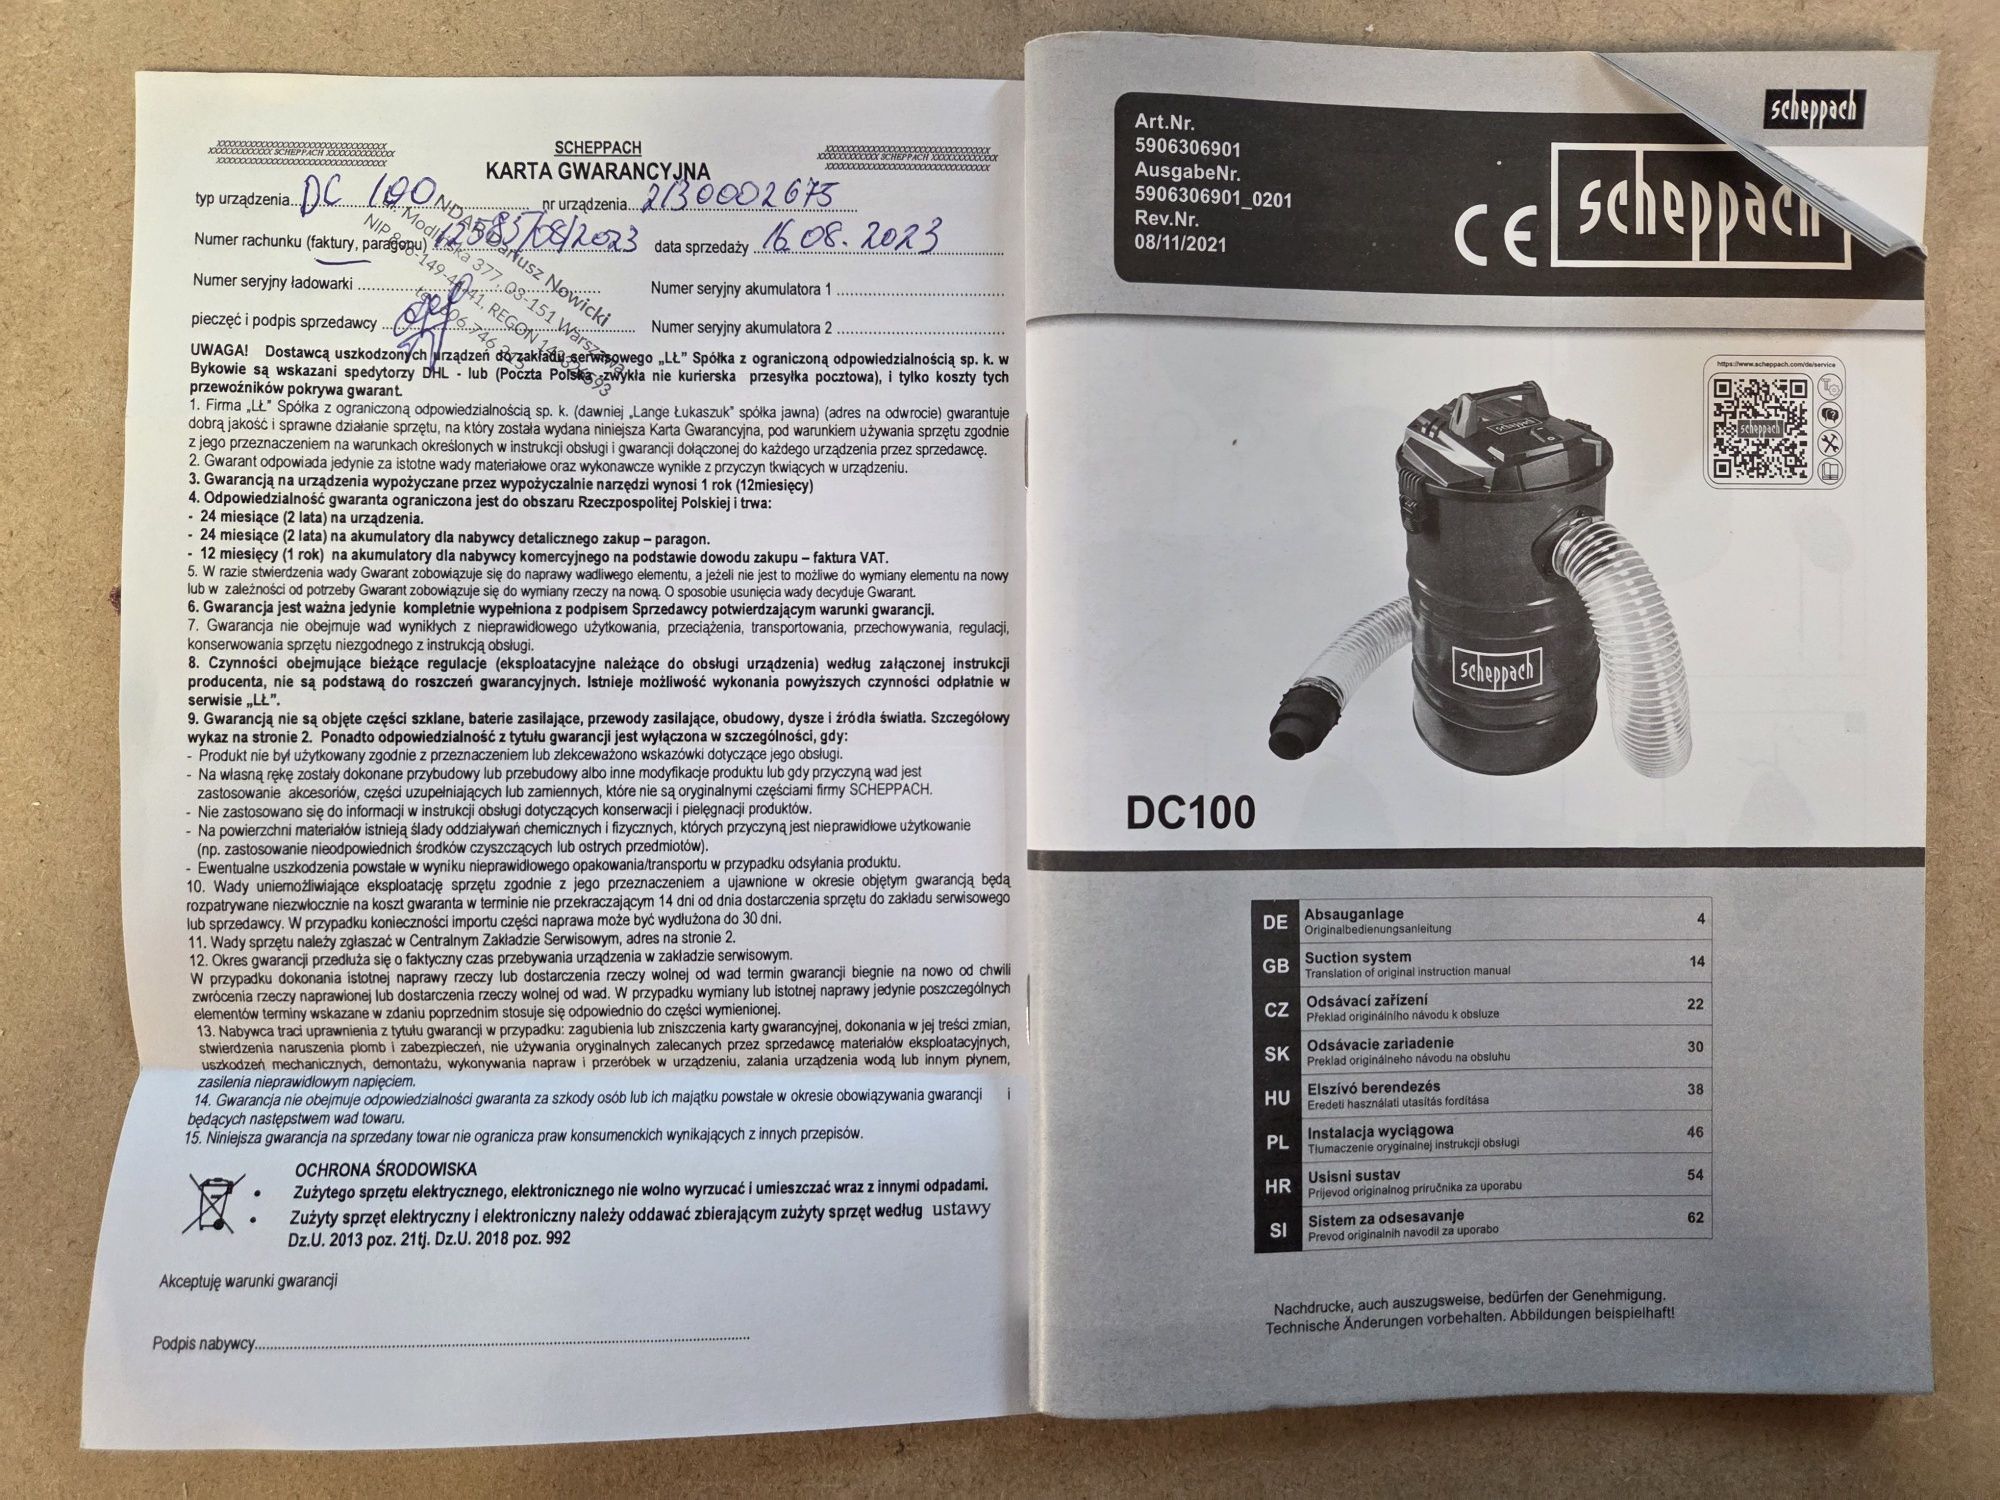 XXXXXXXXXXXXXXXXXXXXXXXXXXXXXXX
XXXXXXXXXXX SCHEPPACH XXXXXXXXXXXX
XXXXXXXXXXXXXXXXXXXXXXXXXXXXXXX
SCHEPPACH
KARTA GWARANCYJNA
XXXXXXXXXXXXXXXXXXXXXXXXXXXXXXX
XXXXXXXXXXX SCHEPPACH XXXXXXXXXXXX
XXXXXXXXXXXXXXXXXXXXXXXXXXXXXXX
typ urządzenia DC 100 nr urządzenia 2130002675
Numer rachunku (faktury, paragonu) 12583/08/2023 data sprzedaży 16.08.2023
Numer seryjny ładowarki Numer seryjny akumulatora 1
pieczęć i podpis sprzedawcy Numer seryjny akumulatora 2
Nowicki
Modlińska 377, 03-151 Warszawa
UWAGA! Dostawcą uszkodzonych urządzeń do zakładu serwisowego „LŁ” Spółka z ograniczoną odpowiedzialnością sp. k. w
Bykowie są wskazani spedytorzy DHL - lub (Poczta Polska -zwykła nie kurierska przesyłka pocztowa), i tylko koszty tych
przewoźników pokrywa gwarant.
1. Firma „LŁ” Spółka z ograniczoną odpowiedzialnością sp. k. (dawniej „Lange Łukaszuk” spółka jawna) (adres na odwrocie) gwarantuje
dobrą jakość i sprawne działanie sprzętu, na który została wydana niniejsza Karta Gwarancyjna, pod warunkiem używania sprzętu zgodnie
z jego przeznaczeniem na warunkach określonych w instrukcji obsługi i gwarancji dołączonej do każdego urządzenia przez sprzedawcę.
2. Gwarant odpowiada jedynie za istotne wady materiałowe oraz wykonawcze wynikłe z przyczyn tkwiących w urządzeniu.
3. Gwarancją na urządzenia wypożyczane przez wypożyczalnie narzędzi wynosi 1 rok (12miesięcy)
4. Odpowiedzialność gwaranta ograniczona jest do obszaru Rzeczpospolitej Polskiej i trwa:
- 24 miesiące (2 lata) na urządzenia.
- 24 miesiące (2 lata) na akumulatory dla nabywcy detalicznego zakup – paragon.
- 12 miesięcy (1 rok) na akumulatory dla nabywcy komercyjnego na podstawie dowodu zakupu – faktura VAT.
5. W razie stwierdzenia wady Gwarant zobowiązuje się do naprawy wadliwego elementu, a jeżeli nie jest to możliwe do wymiany elementu na nowy
lub w zależności od potrzeby Gwarant zobowiązuje się do wymiany rzeczy na nową. O sposobie usunięcia wady decyduje Gwarant.
6. Gwarancja jest ważna jedynie kompletnie wypełniona z podpisem Sprzedawcy potwierdzającym warunki gwarancji.
7. Gwarancja nie obejmuje wad wynikłych z nieprawidłowego użytkowania, przeciążenia, transportowania, przechowywania, regulacji,
konserwowania sprzętu niezgodnego z instrukcją obsługi.
8. Czynności obejmujące bieżące regulacje (eksploatacyjne należące do obsługi urządzenia) według załączonej instrukcji
producenta, nie są podstawą do roszczeń gwarancyjnych. Istnieje możliwość wykonania powyższych czynności odpłatnie w
serwisie „LŁ”.
9. Gwarancją nie są objęte części szklane, baterie zasilające, przewody zasilające, obudowy, dysze i źródła światła. Szczegółowy
wykaz na stronie 2. Ponadto odpowiedzialność z tytułu gwarancji jest wyłączona w szczególności, gdy:
- Produkt nie był użytkowany zgodnie z przeznaczeniem lub zlekceważono wskazówki dotyczące jego obsługi.
- Na własną rękę zostały dokonane przybudowy lub przebudowy albo inne modyfikacje produktu lub gdy przyczyną wad jest
zastosowanie akcesoriów, części uzupełniających lub zamiennych, które nie są oryginalnymi częściami firmy SCHEPPACH.
- Nie zastosowano się do informacji w instrukcji obsługi dotyczących konserwacji i pielęgnacji produktów.
- Na powierzchni materiałów istnieją ślady oddziaływań chemicznych i fizycznych, których przyczyną jest nieprawidłowe użytkowanie
(np. zastosowanie nieodpowiednich środków czyszczących lub ostrych przedmiotów).
- Ewentualne uszkodzenia powstałe w wyniku nieprawidłowego opakowania/transportu w przypadku odsyłania produktu.
10. Wady uniemożliwiające eksploatację sprzętu zgodnie z jego przeznaczeniem a ujawnione w okresie objętym gwarancją będą
rozpatrywane niezwłocznie na koszt gwaranta w terminie nie przekraczającym 14 dni od dnia dostarczenia sprzętu do zakładu serwisowego
lub sprzedawcy. W przypadku konieczności importu części naprawa może być wydłużona do 30 dni.
11. Wady sprzętu należy zgłaszać w Centralnym Zakładzie Serwisowym, adres na stronie 2.
12. Okres gwarancji przedłuża się o faktyczny czas przebywania urządzenia w zakładzie serwisowym.
W przypadku dokonania istotnej naprawy rzeczy lub dostarczenia rzeczy wolnej od wad termin gwarancji biegnie na nowo od chwili
zwrócenia rzeczy naprawionej lub dostarczenia rzeczy wolnej od wad. W przypadku wymiany lub istotnej naprawy jedynie poszczególnych
elementów terminy wskazane w zdaniu poprzednim stosuje się odpowiednio do części wymienionej.
13. Nabywca traci uprawnienia z tytułu gwarancji w przypadku: zagubienia lub zniszczenia karty gwarancyjnej, dokonania w jej treści zmian,
stwierdzenia naruszenia plomb i zabezpieczeń, nie używania oryginalnych zalecanych przez sprzedawcę materiałów eksploatacyjnych,
uszkodzeń mechanicznych, demontażu, wykonywania napraw i przeróbek w urządzeniu, zalania urządzenia wodą lub innym płynem,
zasilenia nieprawidłowym napięciem.
14. Gwarancja nie obejmuje odpowiedzialności gwaranta za szkody osób lub ich majątku powstałe w okresie obowiązywania gwarancji i
będących następstwem wad towaru.
15. Niniejsza gwarancja na sprzedany towar nie ogranicza praw konsumenckich wynikających z innych przepisów.
OCHRONA ŚRODOWISKA
• Zużytego sprzętu elektrycznego, elektronicznego nie wolno wyrzucać i umieszczać wraz z innymi odpadami.
• Zużyty sprzęt elektryczny i elektroniczny należy oddawać zbierającym zużyty sprzęt według ustawy
Dz.U. 2013 poz. 21tj. Dz.U. 2018 poz. 992
Akceptuję warunki gwarancji
Podpis nabywcy
scheppach
Art.Nr.
5906306901
AusgabeNr.
5906306901_0201
Rev.Nr.
08/11/2021
CE
scheppach
https://www.scheppach.com/de/service
scheppach
scheppach
scheppach
DC100
DE Absauganlage 4
Originalbedienungsanleitung
GB Suction system 14
Translation of original instruction manual
CZ Odsávací zařízení 22
Překlad originálního návodu k obsluze
SK Odsávacie zariadenie 30
Preklad originálneho návodu na obsluhu
HU Elszívó berendezés 38
Eredeti használati utasítás fordítása
PL Instalacja wyciągowa 46
Tłumaczenie oryginalnej instrukcji obsługi
HR Usisni sustav 54
Prijevod originalnog priručnika za uporabu
SI Sistem za odsesavanje 62
Prevod originalnih navodil za uporabo
Nachdrucke, auch auszugsweise, bedürfen der Genehmigung.
Technische Änderungen vorbehalten. Abbildungen beispielhaft!